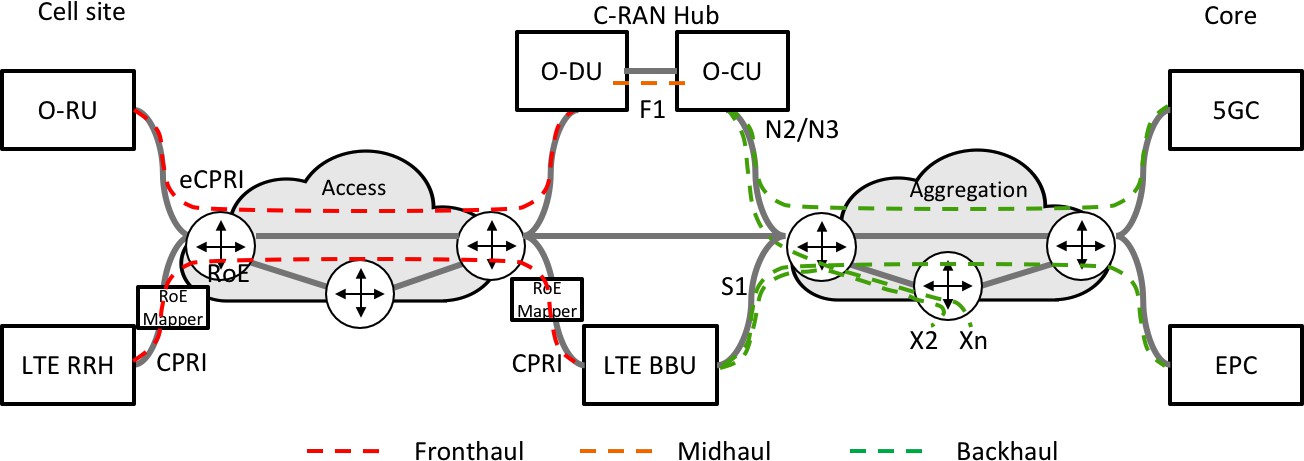 Cell site
C-RAN Hub
Core
O-RU
O-DU
O-CU
5GC
F1
N2/N3
eCPRI
Access
Aggregation
RoE
RoE
Mapper
RoE
Mapper
S1
X2
Xn
LTE RRH
CPRI
CPRI
LTE BBU
EPC
Fronthaul
Midhaul
Backhaul